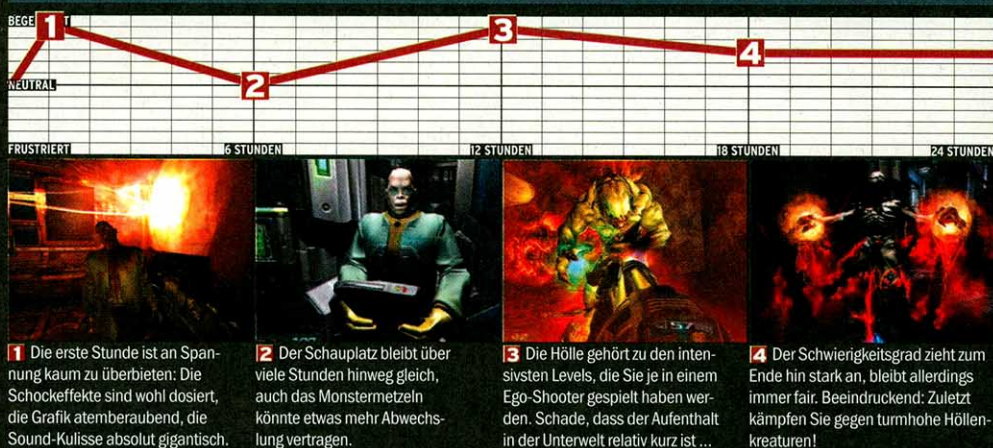 BEGE
1
3
4
2
NEUTRAL
FRUSTRIERT
6 STUNDEN
12 STUNDEN
18 STUNDEN
24 STUNDEN
1 Die erste Stunde ist an Span-
nung kaum zu überbieten: Die
Schockeffekte sind wohl dosiert,
die Grafik atemberaubend, die
Sound-Kulisse absolut gigantisch.
2 Der Schauplatz bleibt über
viele Stunden hinweg gleich,
auch das Monstermetzeln
könnte etwas mehr Abwechs-
lung vertragen.
3 Die Hölle gehört zu den inten-
sivsten Levels, die Sie je in einem
Ego-Shooter gespielt haben wer-
den. Schade, dass der Aufenthalt
in der Unterwelt relativ kurz ist ...
4 Der Schwierigkeitsgrad zieht zum
Ende hin stark an, bleibt allerdings
immer fair. Beeindruckend: Zuletzt
kämpfen Sie gegen turmhohe Höllen-
kreaturen!